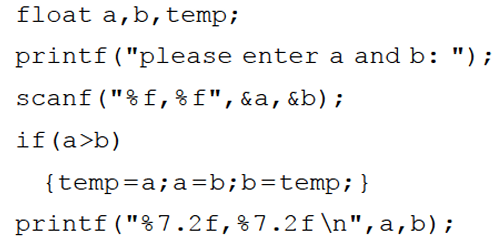 float a,b,temp;
printf("please enter a and b: ");
scanf("%f,%f",&a,&b);
if(a>b)
{temp=a;a=b;b=temp;}
printf("%7.2f,%7.2f\n",a,b);